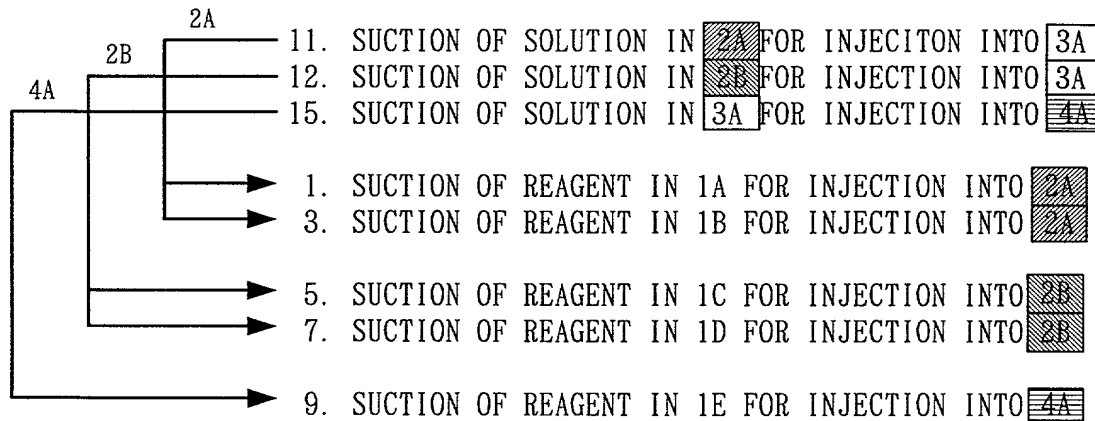 2A
11. SUCTION OF SOLUTION IN 2A FOR INJECITON INTO 3A
2B
12. SUCTION OF SOLUTION IN 2B FOR INJECTION INTO 3A
4A
15. SUCTION OF SOLUTION IN 3A FOR INJECTION INTO 4A
1. SUCTION OF REAGENT IN 1A FOR INJECTION INTO 2A
3. SUCTION OF REAGENT IN 1B FOR INJECTION INTO 2A
5. SUCTION OF REAGENT IN 1C FOR INJECTION INTO 2B
7. SUCTION OF REAGENT IN 1D FOR INJECTION INTO 2B
9. SUCTION OF REAGENT IN 1E FOR INJECTION INTO 4A